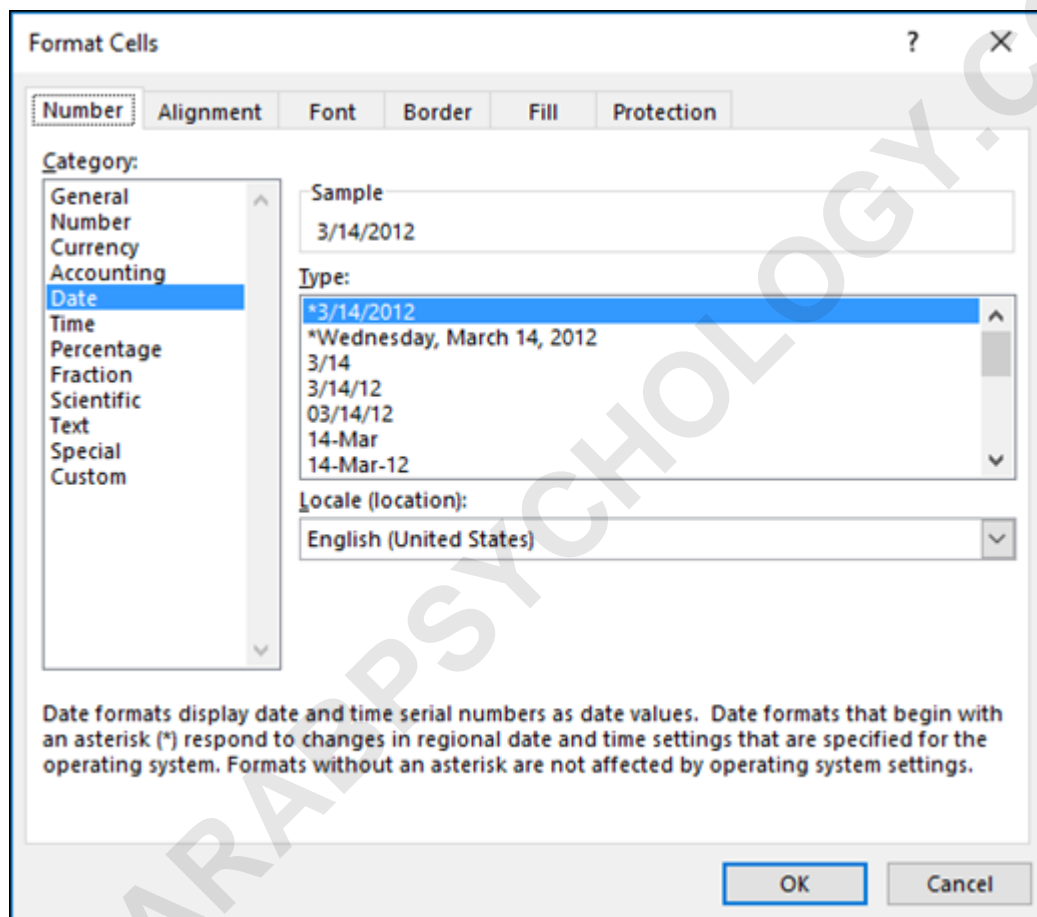 Format Cells
?
Number Alignment Font Border Fill Protection
Category:
General
Number
Currency
Accounting
Date
Time
Percentage
Fraction
Scientific
Text
Special
Custom
Sample
3/14/2012
Type:
*3/14/2012
*Wednesday, March 14, 2012
3/14
3/14/12
03/14/12
14-Mar
14-Mar-12
Locale (location):
English (United States)
Date formats display date and time serial numbers as date values. Date formats that begin with
an asterisk (*) respond to changes in regional date and time settings that are specified for the
operating system. Formats without an asterisk are not affected by operating system settings.
OK Cancel
ARABPSYCHOLOGY.CO